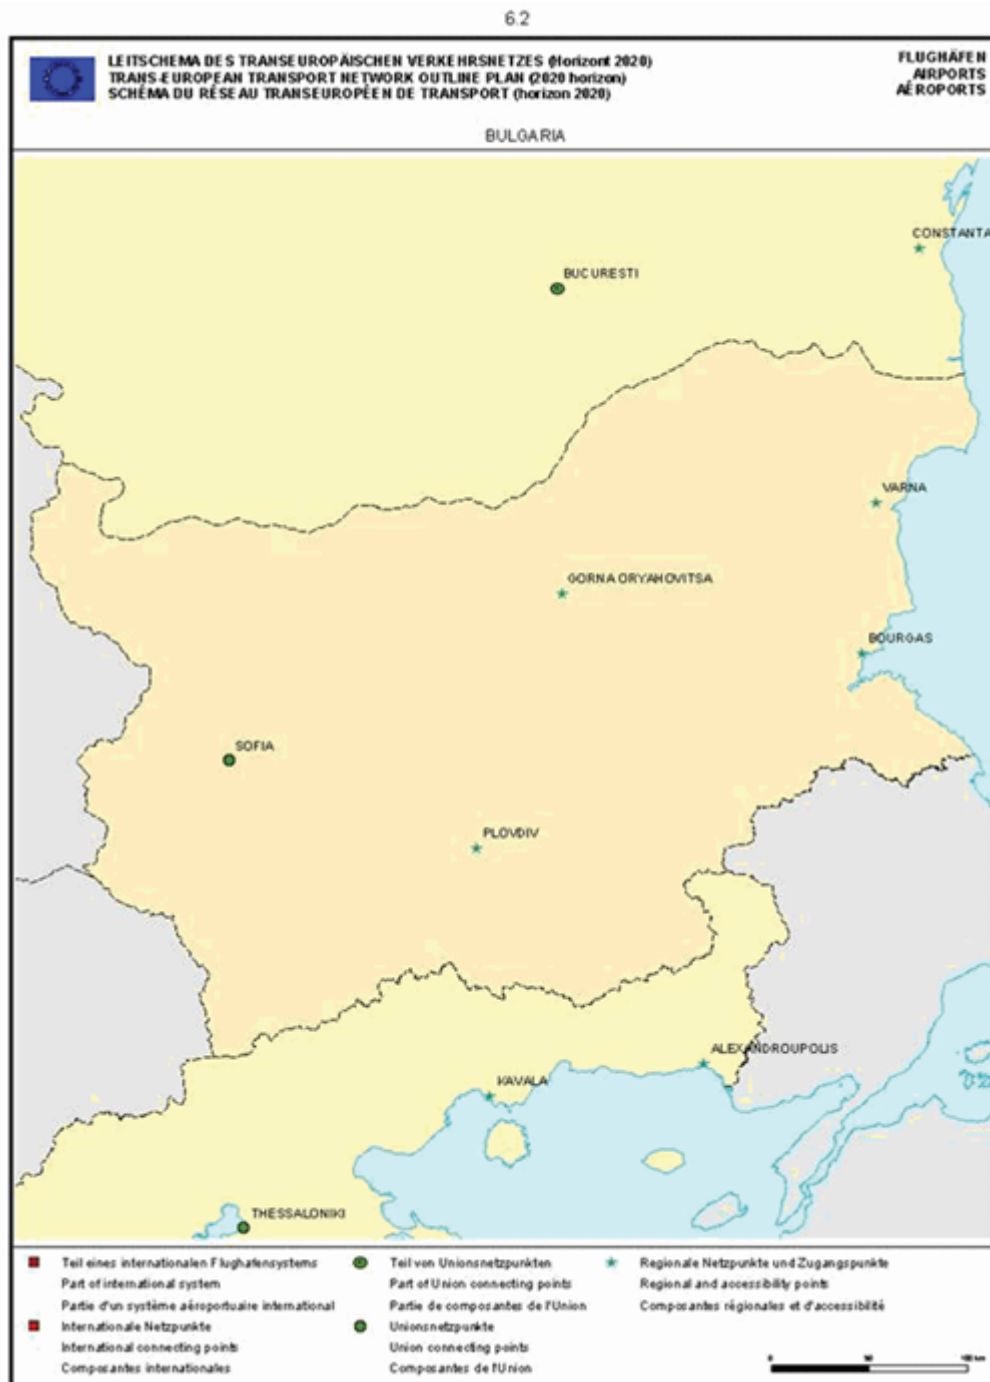 6.2
LEITSCHEMA DES TRANSEUROPÄISCHEN VERKEHRSNETZES (Horizont 2020)
TRANS-EUROPEAN TRANSPORT NETWORK OUTLINE PLAN (2020 horizon)
SCHÉMA DU RÉSEAU TRANSEUROPÉEN DE TRANSPORT (horizon 2020)
FLUGHÄFEN
AIRPORTS
AÉROPORTS
BULGARIA
CONSTANTA
BUCURESTI
VARNA
GORNA ORYAHOVITSA
BOURGAS
SOFIA
PLOVDIV
ALEXANDROUPOLIS
KAVALA
THESSALONIKI
Teil eines internationalen Flughafensystems
Part of international system
Partie d'un système aéroportuaire international
Internationale Netzpunkte
International connecting points
Composantes internationales
Teil von Unionsnetzpunkten
Part of Union connecting points
Partie de composantes de l'Union
Unionsnetzpunkte
Union connecting points
Composantes de l'Union
Regionale Netzpunkte und Zugangspunkte
Regional and accessibility points
Composantes régionales et d'accessibilité
0 50 100 km